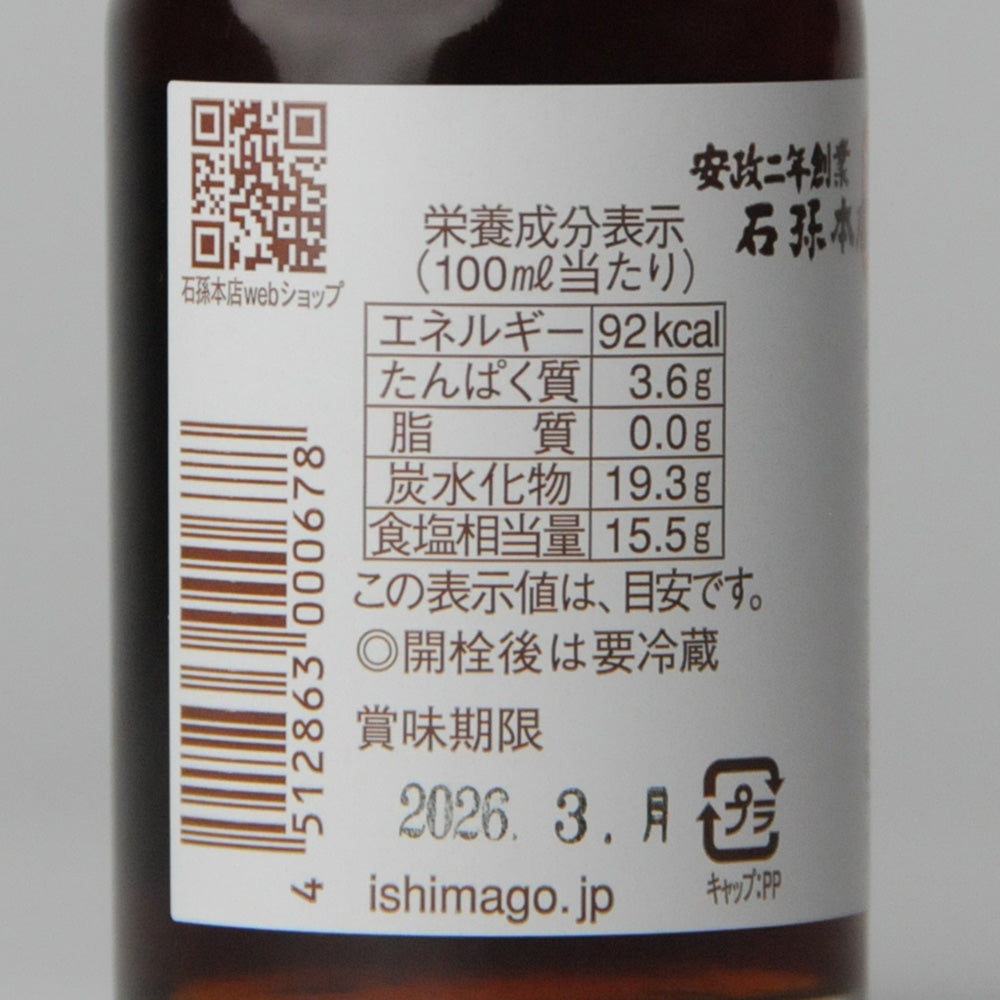 安政二年創業
石孫本
石孫本店webショップ
栄養成分表示
(100ml当たり)
エネルギー 92kcal
たんぱく質 3.6g
脂質 0.0g
炭水化物 19.3g
食塩相当量 15.5g
この表示値は、目安です。
◎開栓後は要冷蔵
賞味期限
2026. 3. 月
ishimago.jp
4 512863 000678
プラ
キャップ:PP